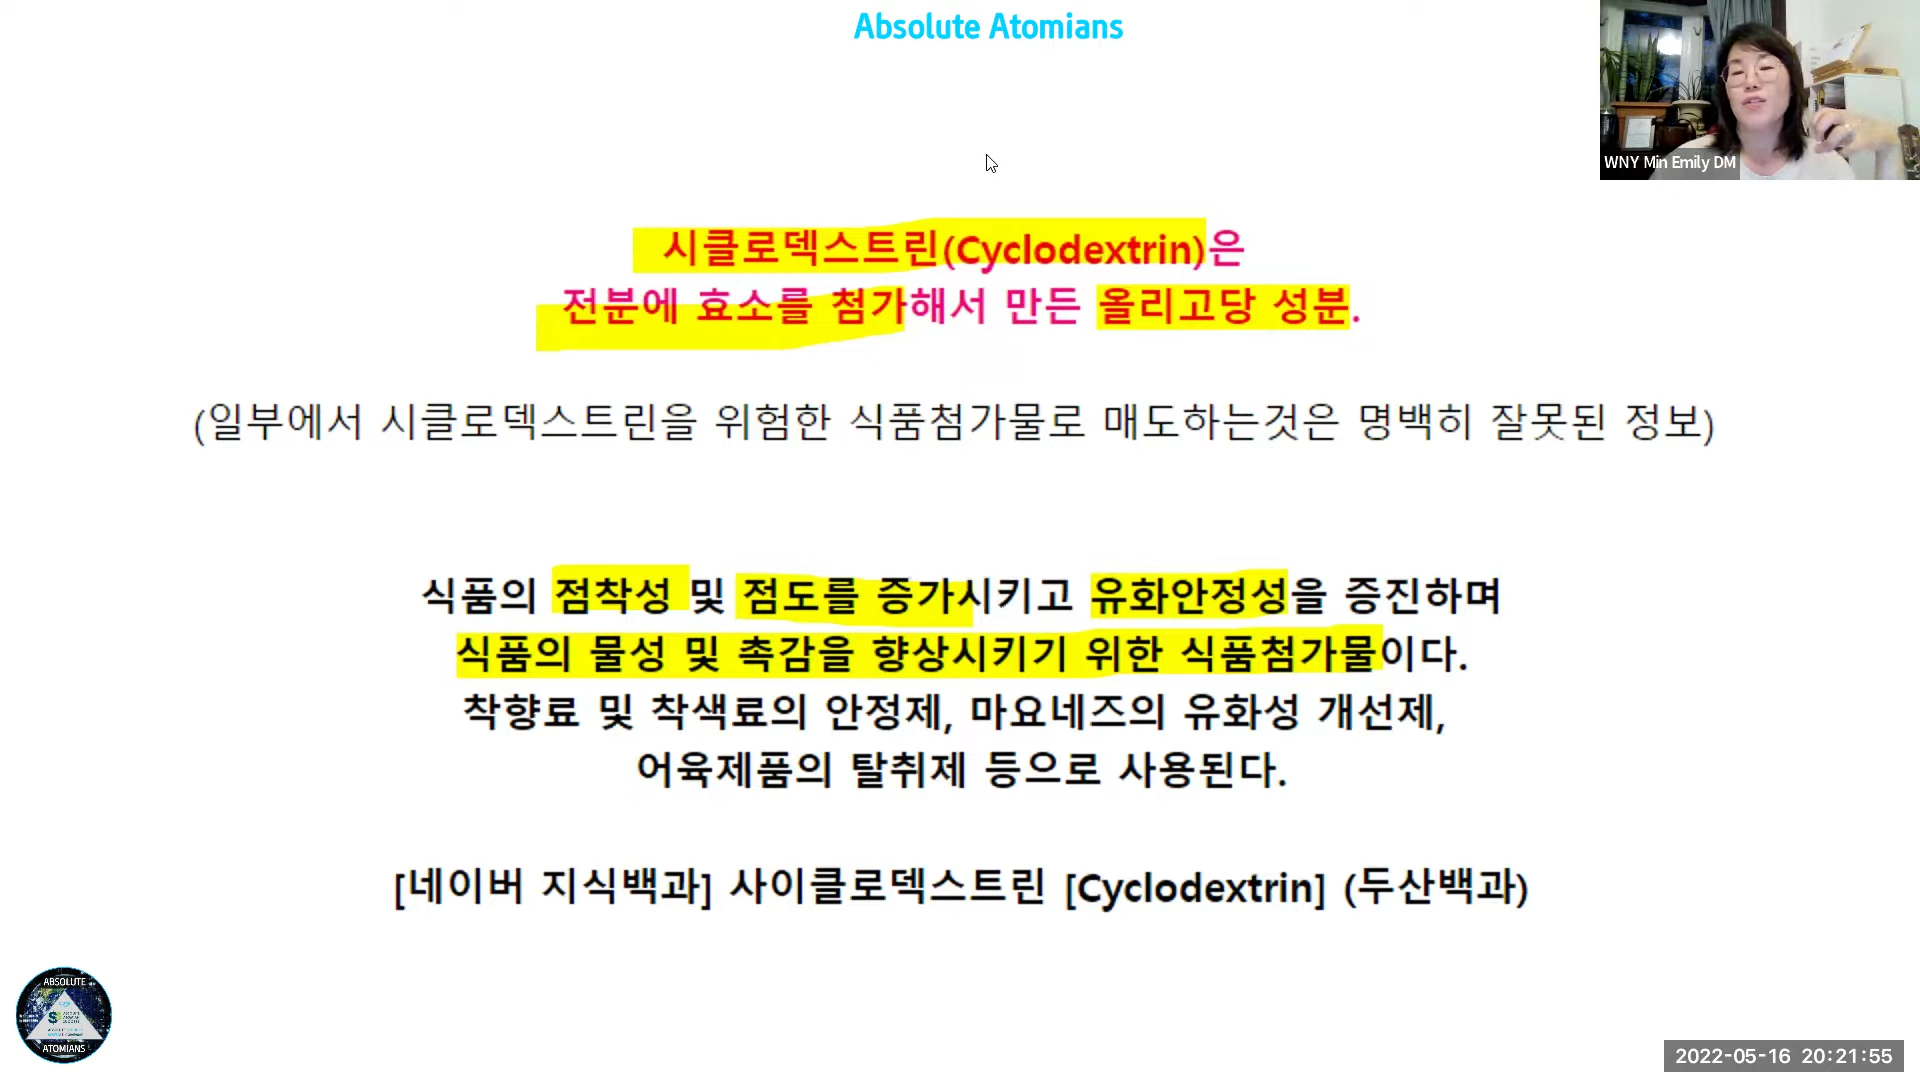 Absolute Atomians
WNY Min Emily DM
시클로덱스트린(Cyclodextrin)은
전분에 효소를 첨가해서 만든 올리고당 성분.
(일부에서 시클로덱스트린을 위험한 식품첨가물로 매도하는것은 명백히 잘못된 정보)
식품의 점착성 및 점도를 증가시키고 유화안정성을 증진하며
식품의 물성 및 촉감을 향상시키기 위한 식품첨가물이다.
착향료 및 착색료의 안정제, 마요네즈의 유화성 개선제,
어육제품의 탈취제 등으로 사용된다.
[네이버 지식백과] 사이클로덱스트린 [Cyclodextrin] (두산백과)
ABSOLUTE
ATOMIANS
2022-05-16 20:21:55